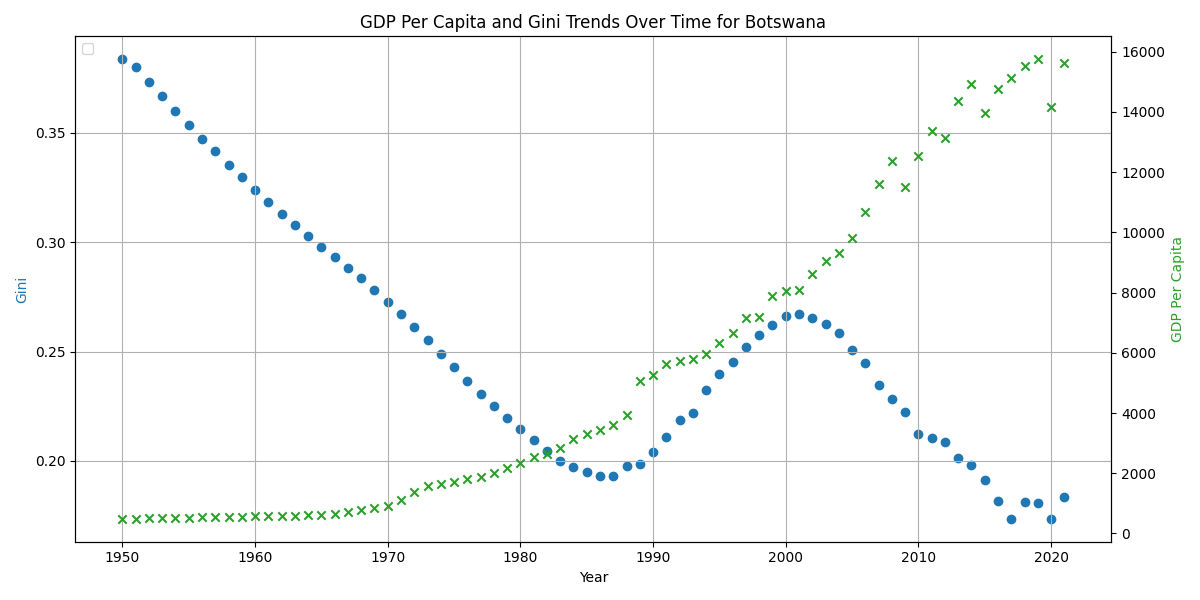 GDP Per Capita and Gini Trends Over Time for Botswana
0.35
0.30
0.25
0.20
Gini
16000
14000
12000
10000
8000
6000
4000
2000
0
GDP Per Capita
1950 1960 1970 1980 1990 2000 2010 2020
Year